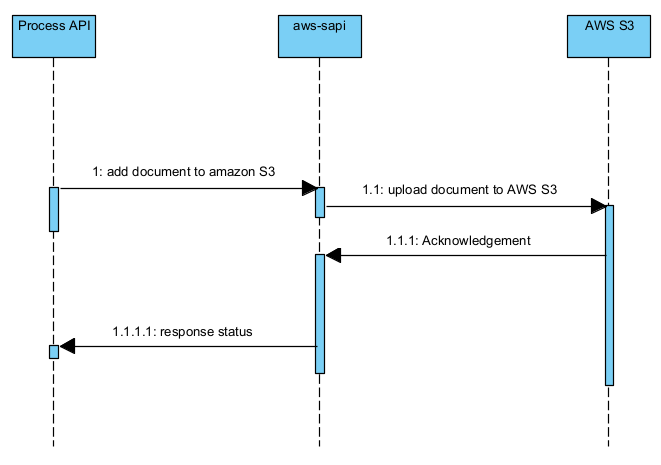 Process API
aws-sapi
AWS S3
1: add document to amazon S3
1.1: upload document to AWS S3
1.1.1: Acknowledgement
1.1.1.1: response status